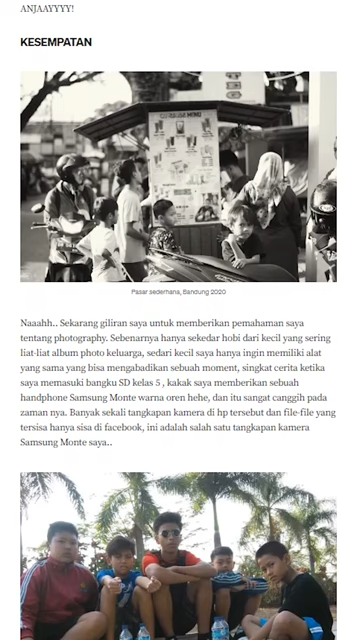 ANJAAYYYY!
KESEMPATAN
Pasar sederhana, Bandung 2020
Naaahh.. Sekarang giliran saya untuk memberikan pemahaman saya
tentang photography. Sebenarnya hanya sekedar hobi dari kecil yang sering
liat-liat album photo keluarga, sedari kecil saya hanya ingin memiliki alat
yang sama yang bisa mengabadikan sebuah moment, singkat cerita ketika
saya memasuki bangku SD kelas 5 , kakak saya memberikan sebuah
handphone Samsung Monte warna oren hehe, dan itu sangat canggih pada
zaman nya. Banyak sekali tangkapan kamera di hp tersebut dan file-file yang
tersisa hanya sisa di facebook, ini adalah salah satu tangkapan kamera
Samsung Monte saya..